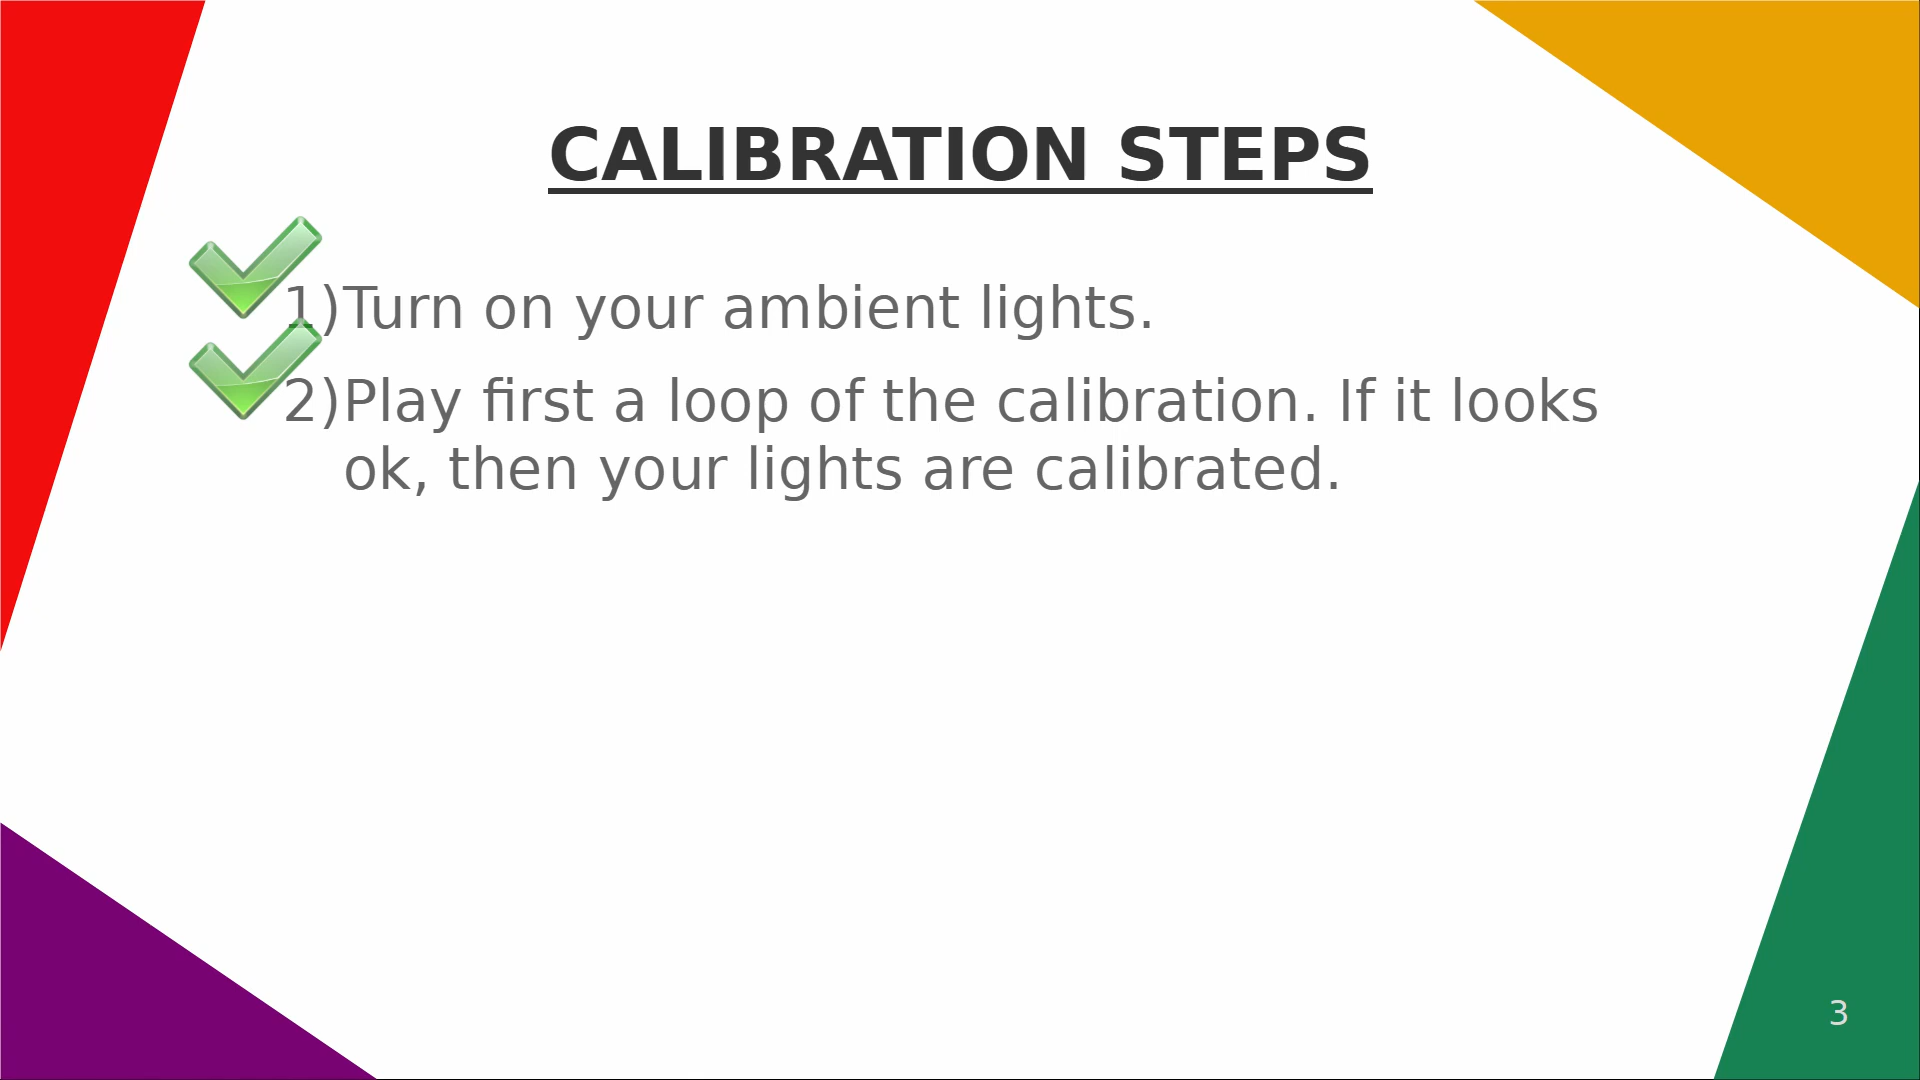 CALIBRATION STEPS
1)Turn on your ambient lights.
2)Play first a loop of the calibration. If it looks
ok, then your lights are calibrated.
3